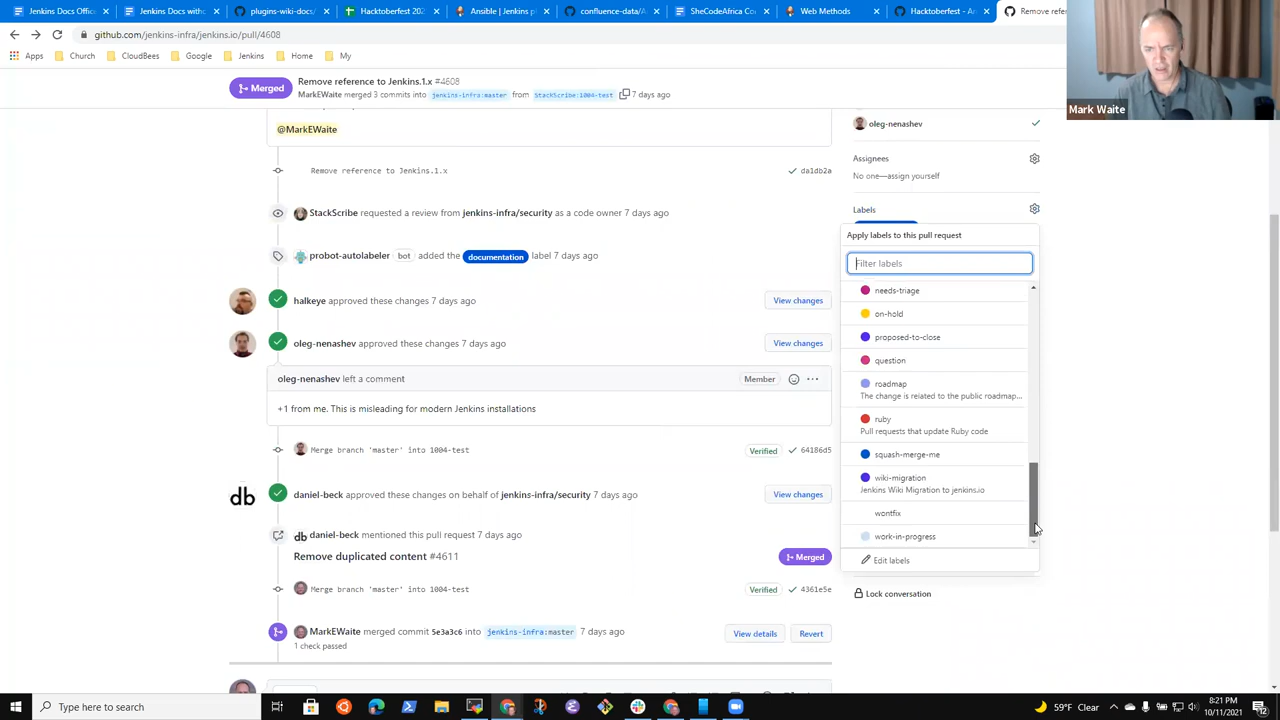 Jenkins Docs Offic
Jenkins Docs witho
plugins-wiki-docs/
Hacktoberfest 202
Ansible | Jenkins pl
confluence-data/A
SheCodeAfrica Con
Web Methods
Hacktoberfest - Am
Remove refere
github.com/jenkins-infra/jenkins.io/pull/4608
Apps
Church
CloudBees
Google
Jenkins
Home
My
Mark Waite
Merged
Remove reference to Jenkins.1.x #4608
MarkEWaite merged 3 commits into jenkins-infra:master from StackScribe:1004-test 7 days ago
@MarkEWaite
Remove reference to Jenkins.1.x
da1db2a
StackScribe requested a review from jenkins-infra/security as a code owner 7 days ago
probot-autolabeler bot added the documentation label 7 days ago
halkeye approved these changes 7 days ago
View changes
oleg-nenashev approved these changes 7 days ago
View changes
oleg-nenashev left a comment
Member
+1 from me. This is misleading for modern Jenkins installations
Merge branch 'master' into 1004-test
Verified
64186d5
db
daniel-beck approved these changes on behalf of jenkins-infra/security 7 days ago
View changes
db daniel-beck mentioned this pull request 7 days ago
Remove duplicated content #4611
Merged
Merge branch 'master' into 1004-test
Verified
4361e5e
MarkEWaite merged commit 5e3a3c6 into jenkins-infra:master 7 days ago
1 check passed
View details
Revert
oleg-nenashev
Assignees
No one—assign yourself
Labels
Apply labels to this pull request
Filter labels
needs-triage
on-hold
proposed-to-close
question
roadmap
The change is related to the public roadmap...
ruby
Pull requests that update Ruby code
squash-merge-me
wiki-migration
Jenkins Wiki Migration to jenkins.io
wontfix
work-in-progress
Edit labels
Lock conversation
Type here to search
59°F Clear
8:21 PM
10/11/2021
12